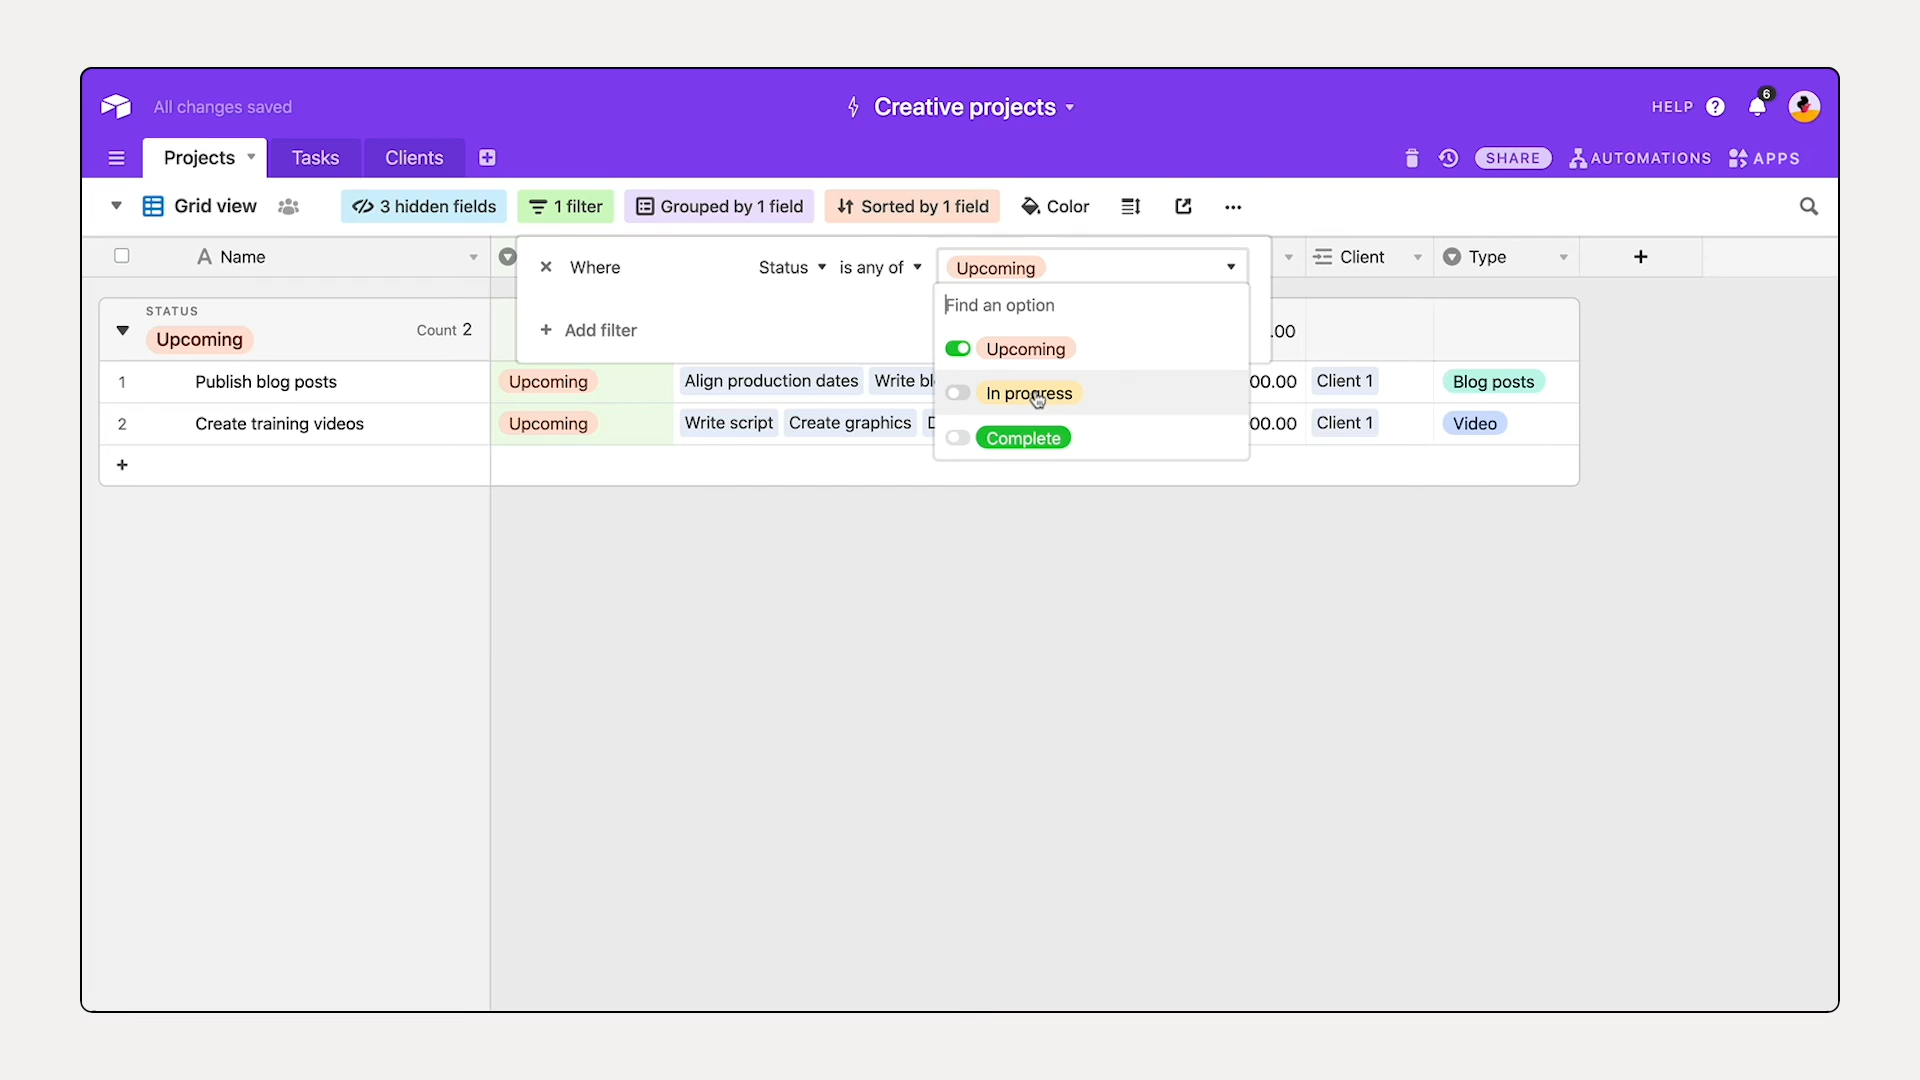 All changes saved
Creative projects
HELP
6
Projects
Tasks
Clients
SHARE
AUTOMATIONS
APPS
Grid view
3 hidden fields
1 filter
Grouped by 1 field
Sorted by 1 field
Color
Name
Where
Status
is any of
Upcoming
Client
Type
Find an option
Add filter
STATUS
Upcoming
Count 2
.00
Upcoming
In progress
Complete
1
Publish blog posts
Upcoming
Align production dates
Write bl
00.00
Client 1
Blog posts
2
Create training videos
Upcoming
Write script
Create graphics
00.00
Client 1
Video